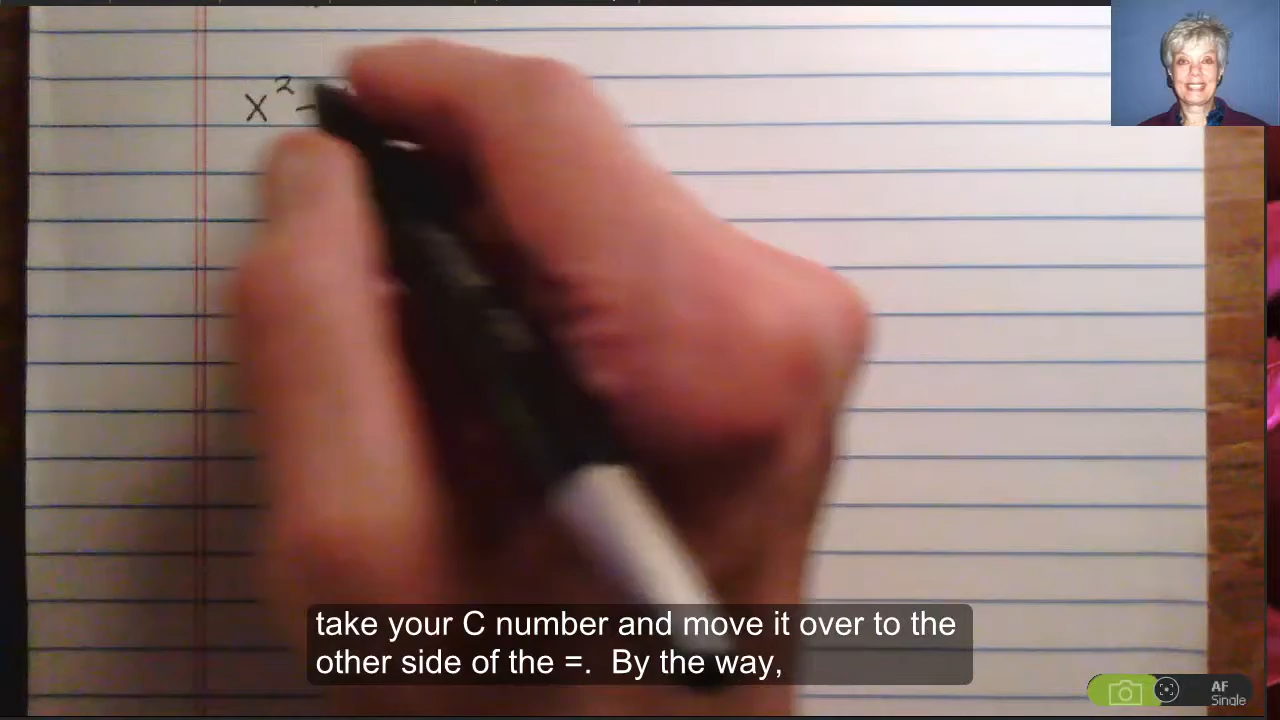 x² -
take your C number and move it over to the
other side of the =. By the way,
AF
Single